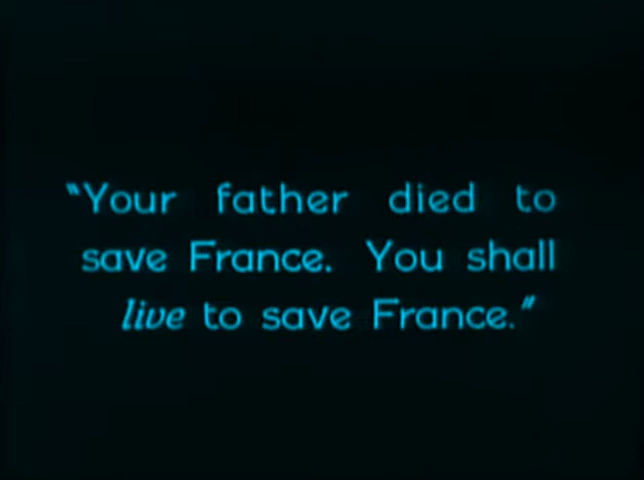 "Your father died to
save France. You shall
live to save France."